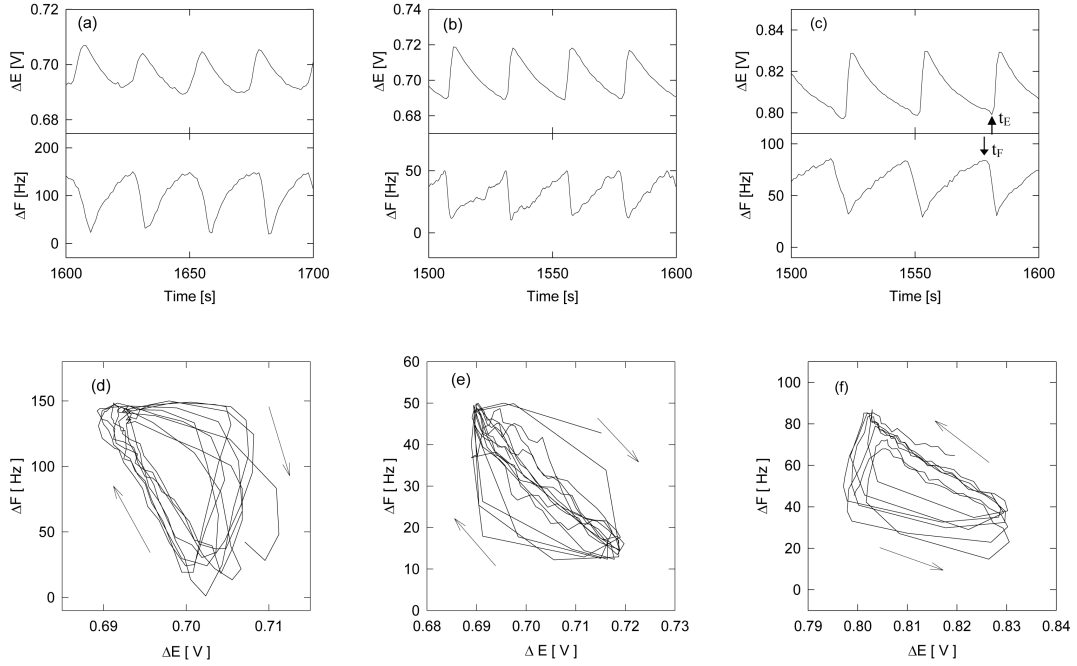 (a)
0.72
0.70
0.68
ΔE [V]
200
100
0
ΔF [Hz]
1600 1650 1700
Time [s]
(b)
0.74
0.72
0.70
0.68
ΔE [V]
50
0
ΔF [Hz]
1500 1550 1600
Time [s]
(c)
0.84
0.82
0.80
ΔE [V]
t_E
t_F
100
50
0
ΔF [Hz]
1500 1550 1600
Time [s]
(d)
150
100
50
0
ΔF [ Hz ]
0.69 0.70 0.71
ΔE [ V ]
(e)
60
50
40
30
20
10
0
ΔF [ Hz ]
0.68 0.69 0.70 0.71 0.72 0.73
Δ E [ V ]
(f)
100
80
60
40
20
0
ΔF [ Hz ]
0.79 0.80 0.81 0.82 0.83 0.84
ΔE [ V ]